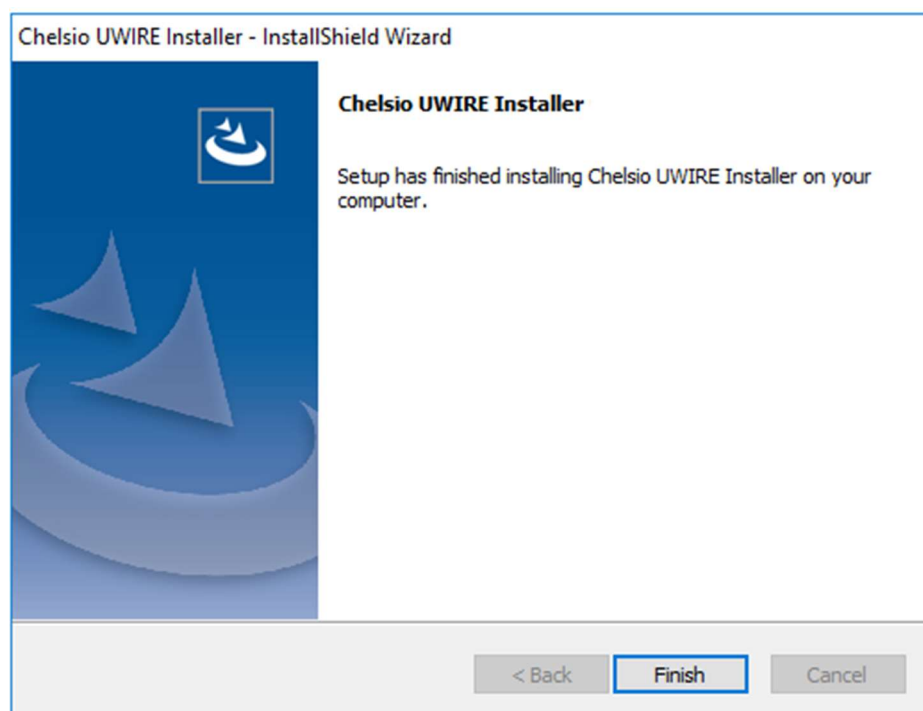 Chelsio UWIRE Installer - InstallShield Wizard
Chelsio UWIRE Installer
Setup has finished installing Chelsio UWIRE Installer on your
computer.
< Back Finish Cancel